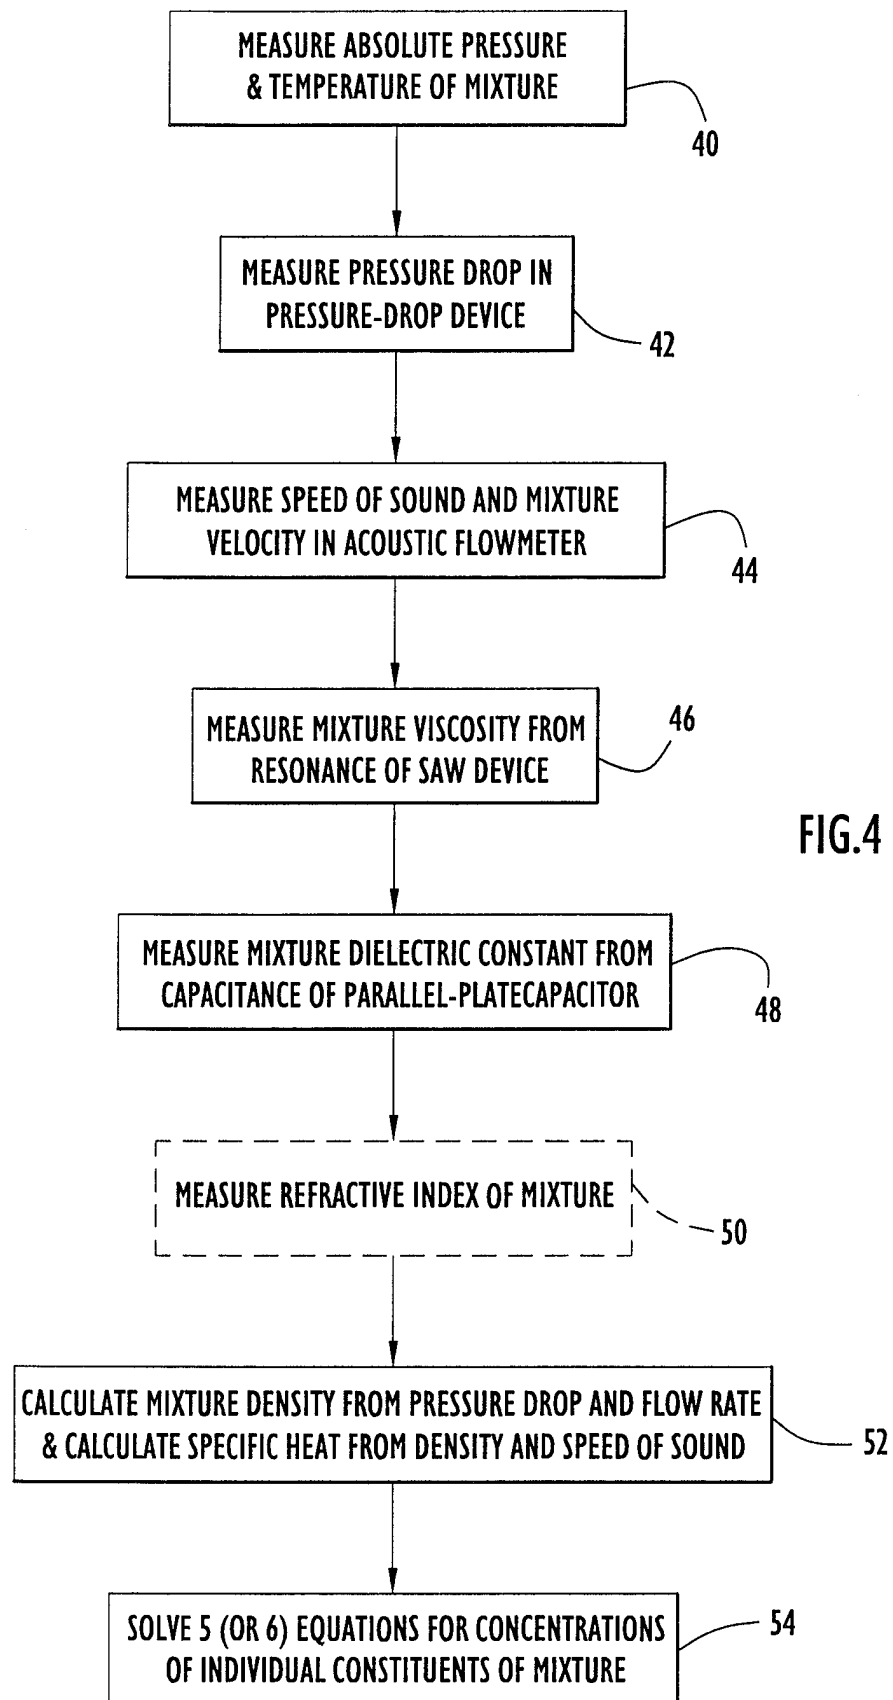 MEASURE ABSOLUTE PRESSURE
& TEMPERATURE OF MIXTURE
40
MEASURE PRESSURE DROP IN
PRESSURE-DROP DEVICE
42
MEASURE SPEED OF SOUND AND MIXTURE
VELOCITY IN ACOUSTIC FLOWMETER
44
MEASURE MIXTURE VISCOSITY FROM
RESONANCE OF SAW DEVICE
46
FIG.4
MEASURE MIXTURE DIELECTRIC CONSTANT FROM
CAPACITANCE OF PARALLEL-PLATECAPACITOR
48
MEASURE REFRACTIVE INDEX OF MIXTURE
50
CALCULATE MIXTURE DENSITY FROM PRESSURE DROP AND FLOW RATE
& CALCULATE SPECIFIC HEAT FROM DENSITY AND SPEED OF SOUND
52
SOLVE 5 (OR 6) EQUATIONS FOR CONCENTRATIONS
OF INDIVIDUAL CONSTITUENTS OF MIXTURE
54